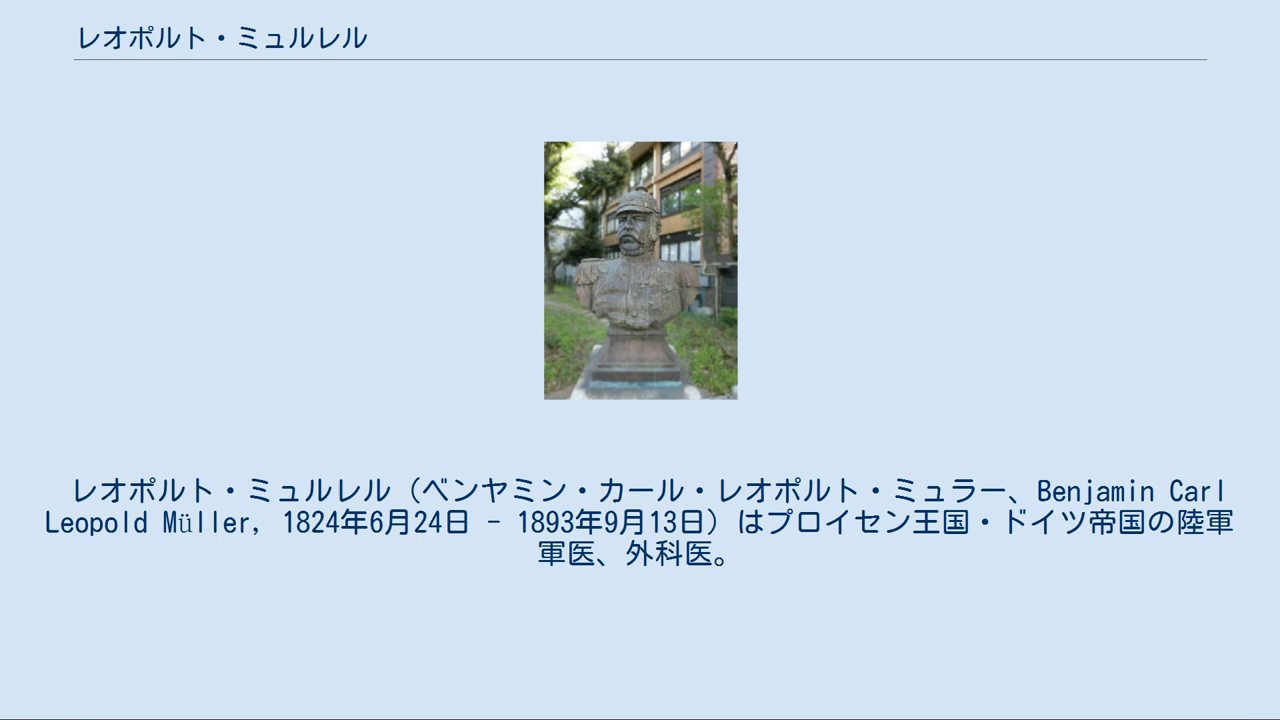 レオポルト・ミュルレル
レオポルト・ミュルレル（ベンヤミン・カール・レオポルト・ミュラー、Benjamin Carl
Leopold Müller, 1824年6月24日 - 1893年9月13日）はプロイセン王国・ドイツ帝国の陸軍
軍医、外科医。